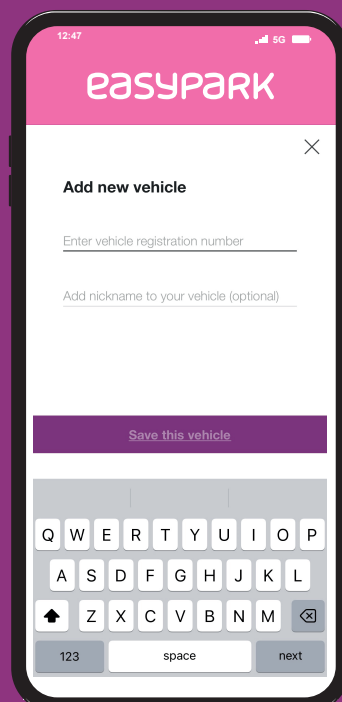 12:47
5G
easypark
Add new vehicle
Enter vehicle registration number
Add nickname to your vehicle (optional)
Save this vehicle
Q W E R T Y U I O P
A S D F G H J K L
Z X C V B N M
123 space next